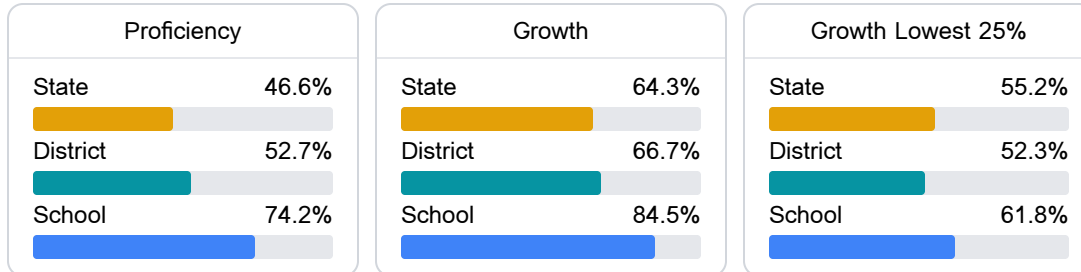 Proficiency
State 46.6%
District 52.7%
School 74.2%
Growth
State 64.3%
District 66.7%
School 84.5%
Growth Lowest 25%
State 55.2%
District 52.3%
School 61.8%